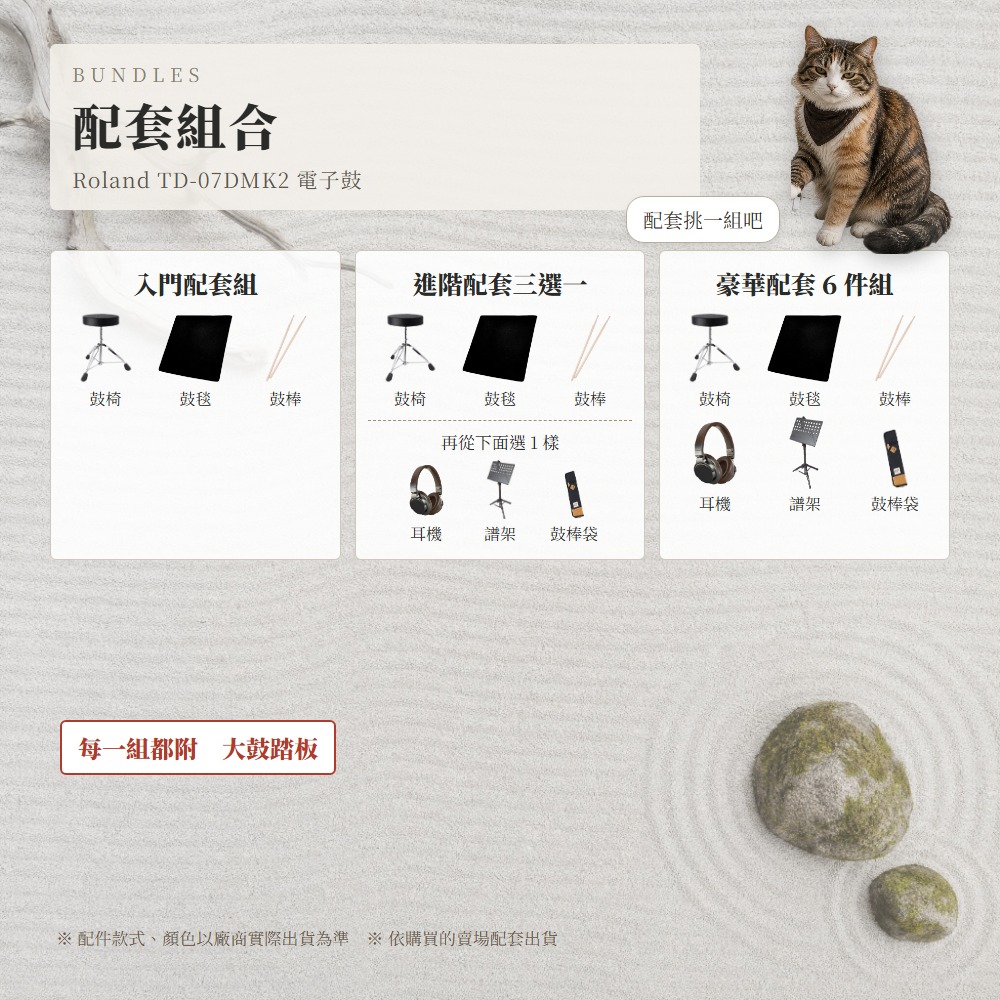 BUNDLES
配套組合
Roland TD-07DMK2 電子鼓
配套挑一組吧
入門配套組
鼓椅 鼓毯 鼓棒
進階配套三選一
鼓椅 鼓毯 鼓棒
再從下面選 1 樣
耳機 譜架 鼓棒袋
豪華配套 6 件組
鼓椅 鼓毯 鼓棒
耳機 譜架 鼓棒袋
每一組都附 大鼓踏板
※ 配件款式、顏色以廠商實際出貨為準 ※ 依購買的賣場配套出貨